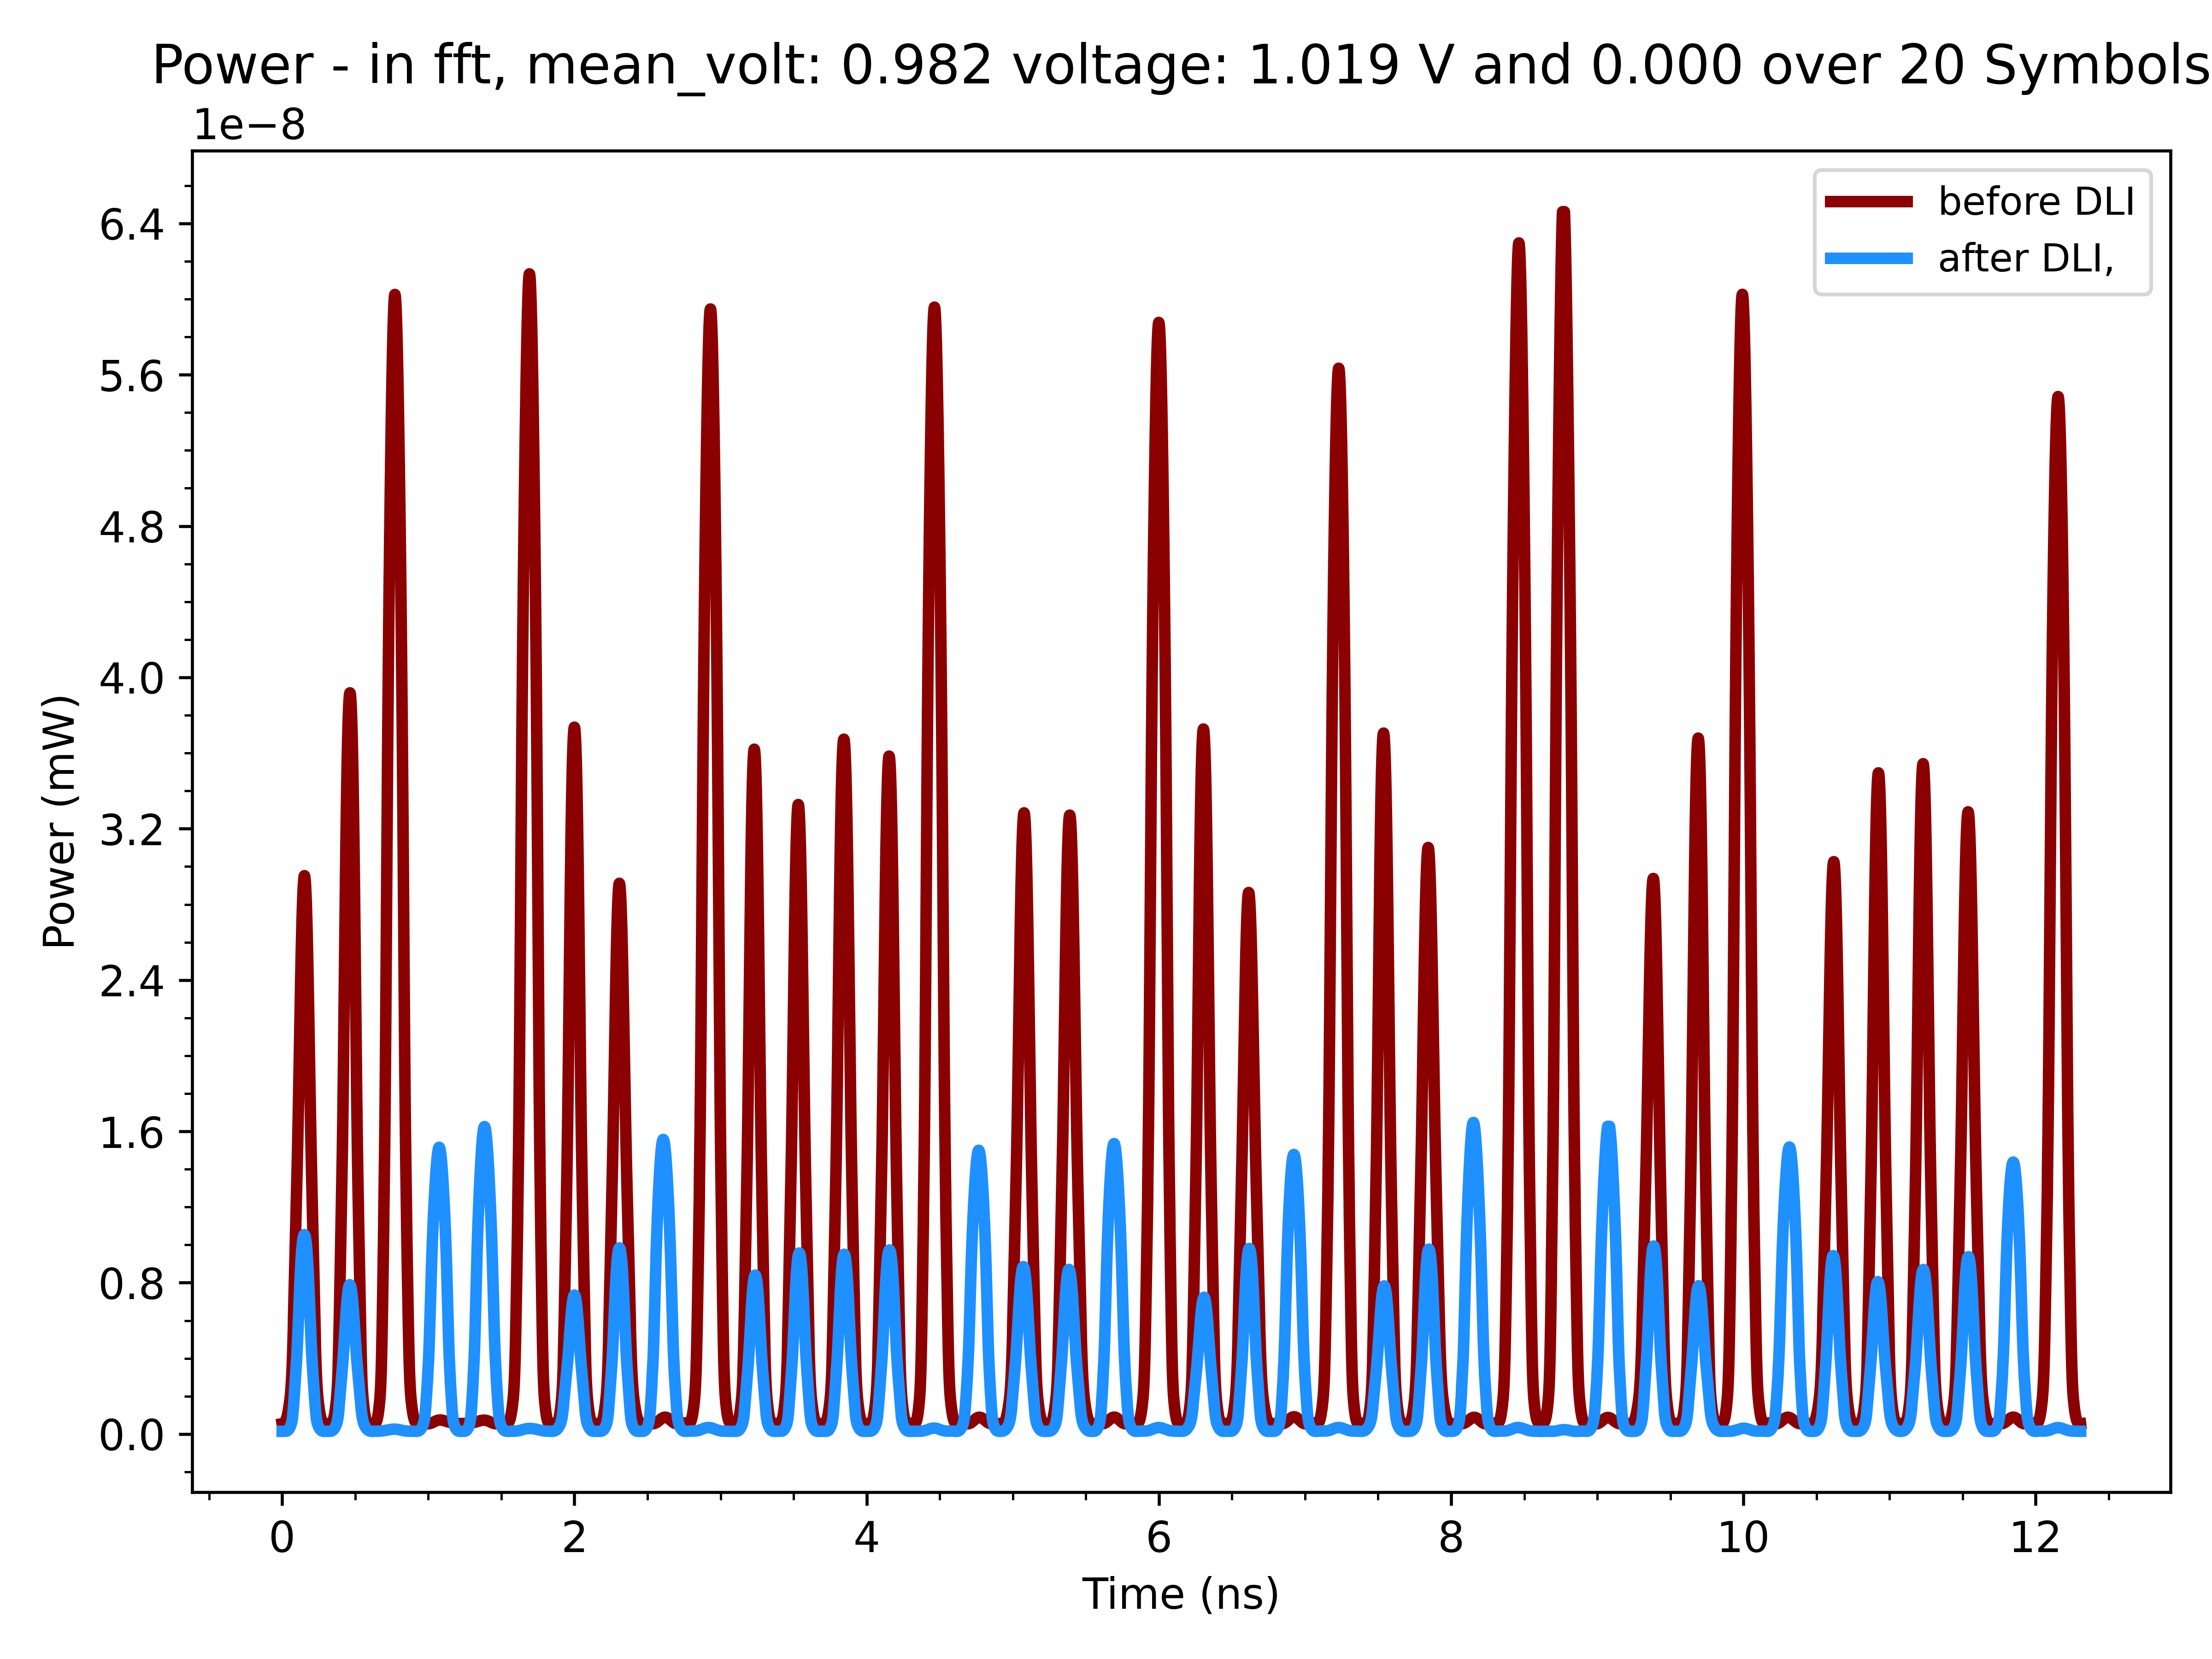 Power - in fft, mean_volt: 0.982 voltage: 1.019 V and 0.000 over 20 Symbols
1e−8
before DLI
after DLI,
6.4
5.6
4.8
4.0
3.2
2.4
1.6
0.8
0.0
Power (mW)
0 2 4 6 8 10 12
Time (ns)